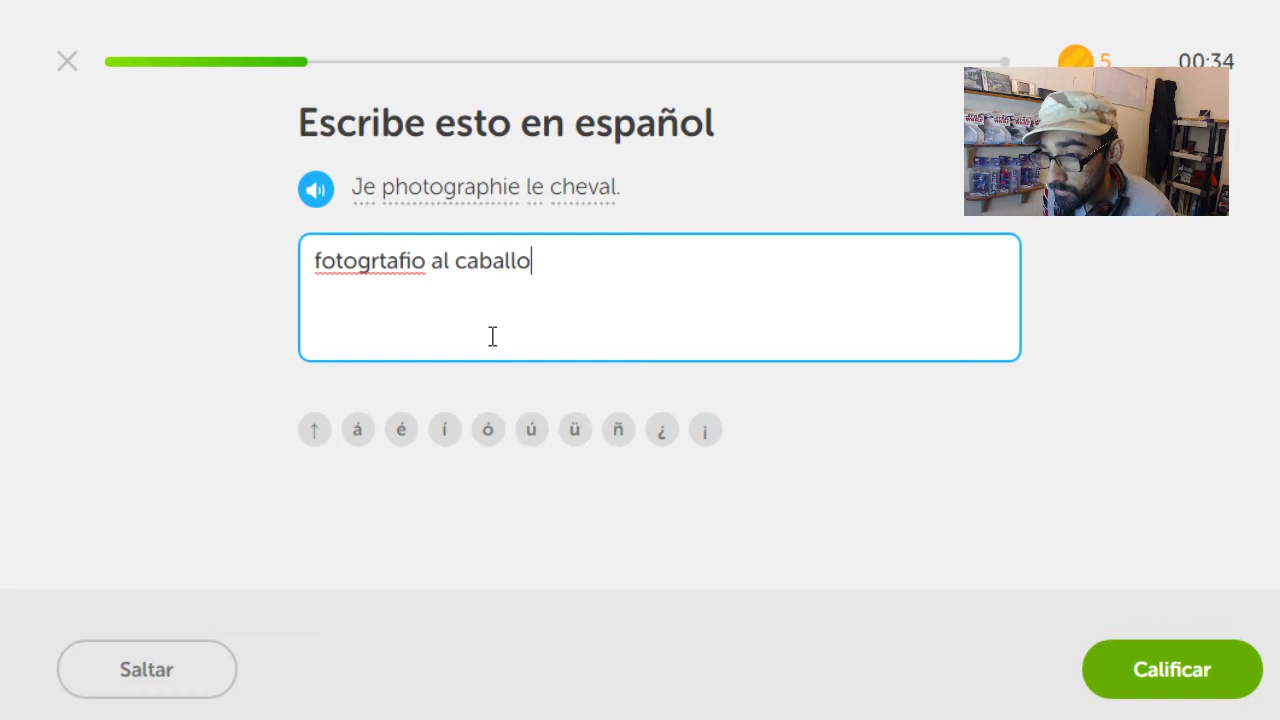 5 00:34
Escribe esto en español
Je photographie le cheval.
fotogrtafio al caballo
↑ á é í ó ú ü ñ ¿ ¡
Saltar Calificar